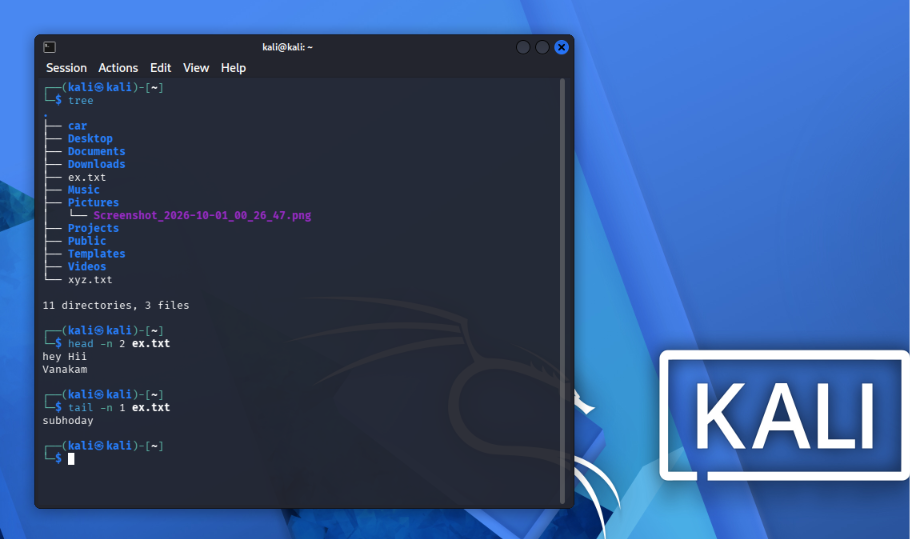 kali@kali: ~
Session Actions Edit View Help
┌──(kali㉿kali)-[~]
└─$ tree
.
├── car
├── Desktop
├── Documents
├── Downloads
├── ex.txt
├── Music
├── Pictures
│   └── Screenshot_2026-10-01_00_26_47.png
├── Projects
├── Public
├── Templates
├── Videos
└── xyz.txt
11 directories, 3 files
┌──(kali㉿kali)-[~]
└─$ head -n 2 ex.txt
hey Hii
Vanakam
┌──(kali㉿kali)-[~]
└─$ tail -n 1 ex.txt
subhoday
┌──(kali㉿kali)-[~]
└─$
KALI